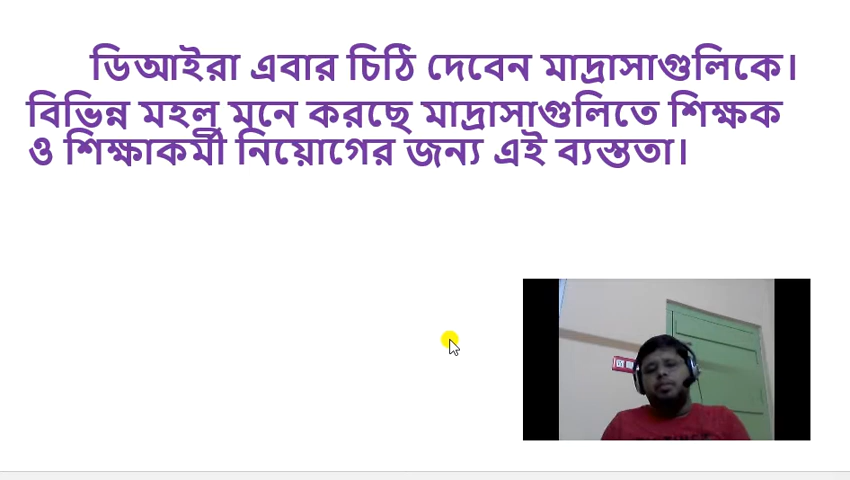 ডিআইরা এবার চিঠি দেবেন মাদ্রাসাগুলিকে।
বিভিন্ন মহল মনে করছে মাদ্রাসাগুলিতে শিক্ষক
ও শিক্ষাকর্মী নিয়োগের জন্য এই ব্যস্ততা।